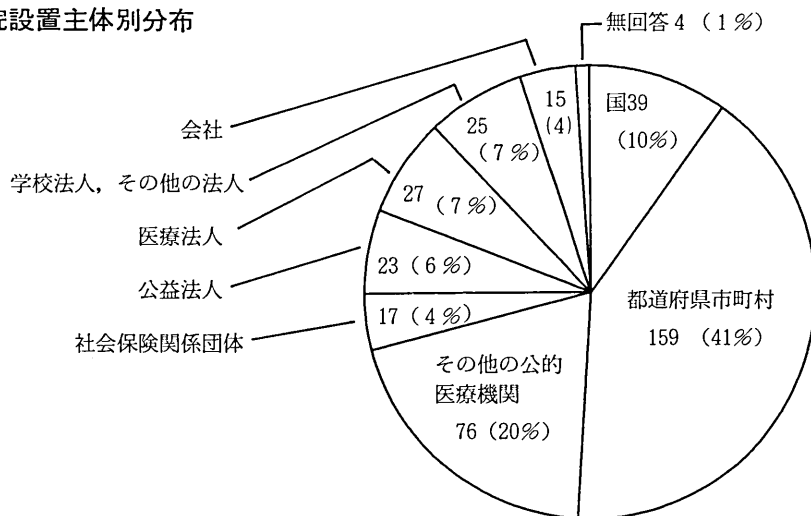 院設置主体別分布
無回答 4 (1%)
国39
(10%)
都道府県市町村
159 (41%)
その他の公的
医療機関
76 (20%)
17 (4%)
社会保険関係団体
23 (6%)
公益法人
27 (7%)
医療法人
25
(7%)
学校法人，その他の法人
15
(4)
会社